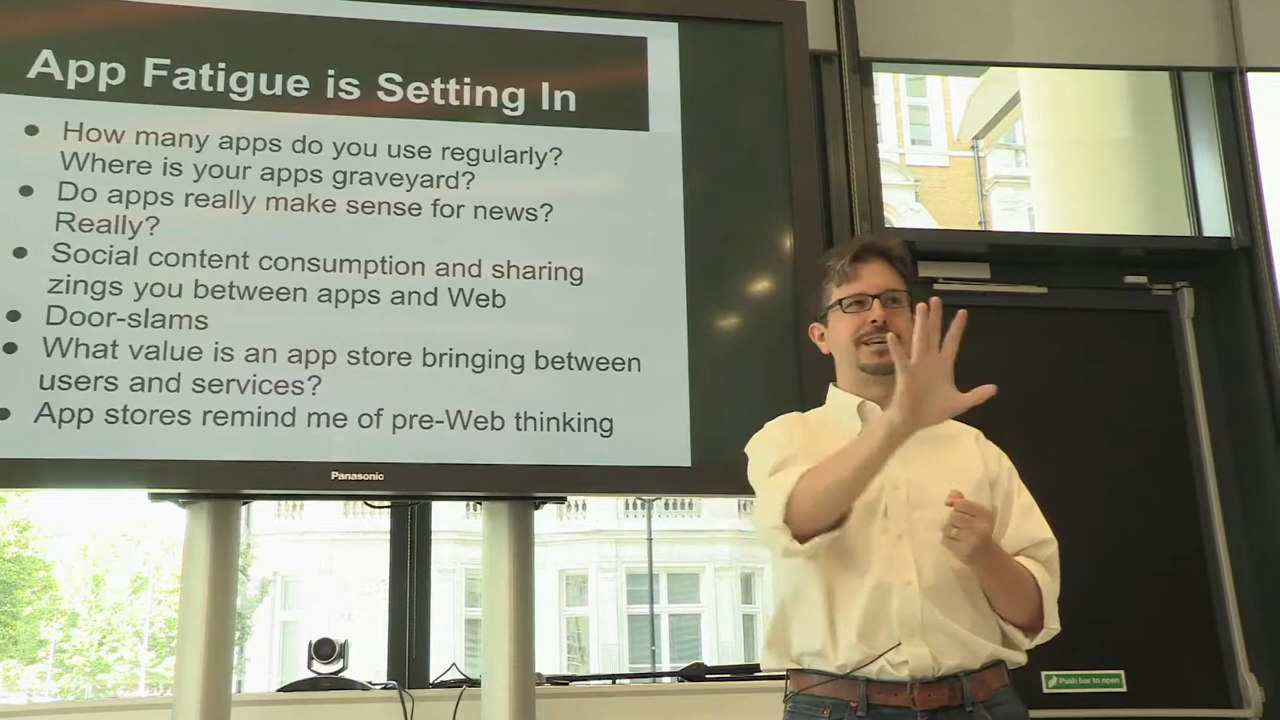 App Fatigue is Setting In
● How many apps do you use regularly?
Where is your apps graveyard?
● Do apps really make sense for news?
Really?
● Social content consumption and sharing
zings you between apps and Web
● Door-slams
● What value is an app store bringing between
users and services?
● App stores remind me of pre-Web thinking
Panasonic
Push bar to open